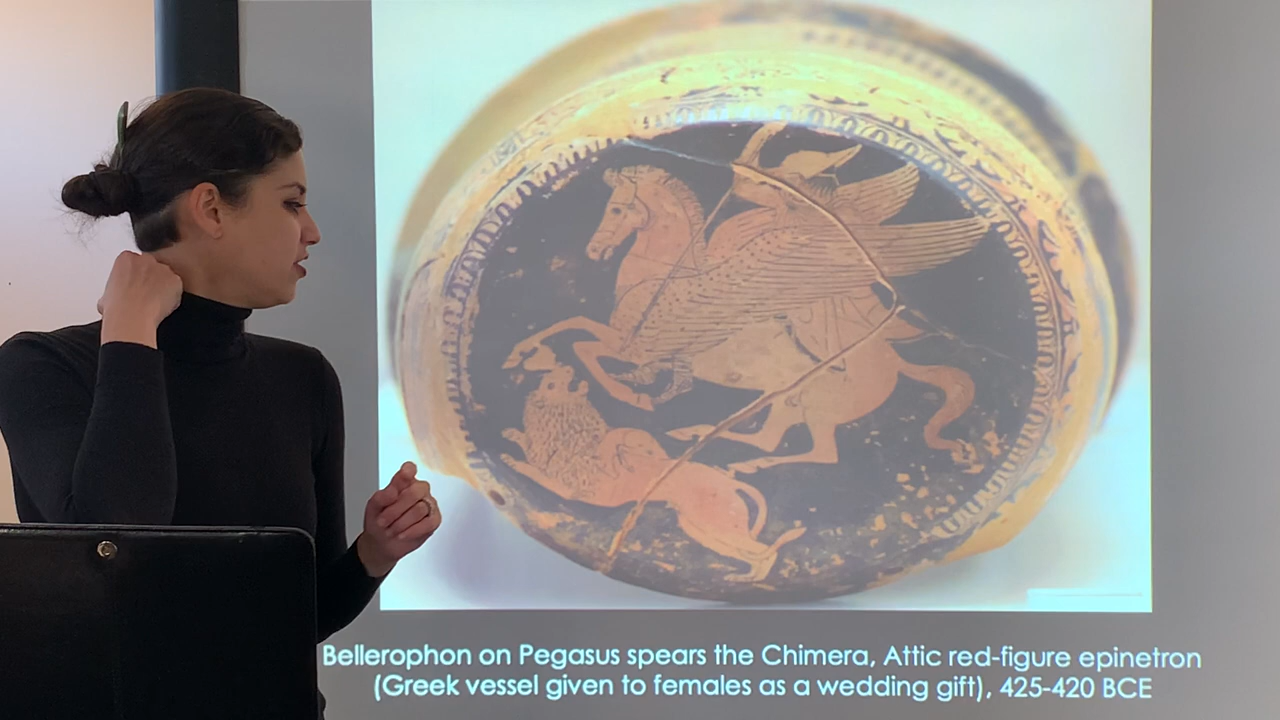 Bellerophon on Pegasus spears the Chimera, Attic red-figure epinetron
(Greek vessel given to females as a wedding gift), 425-420 BCE